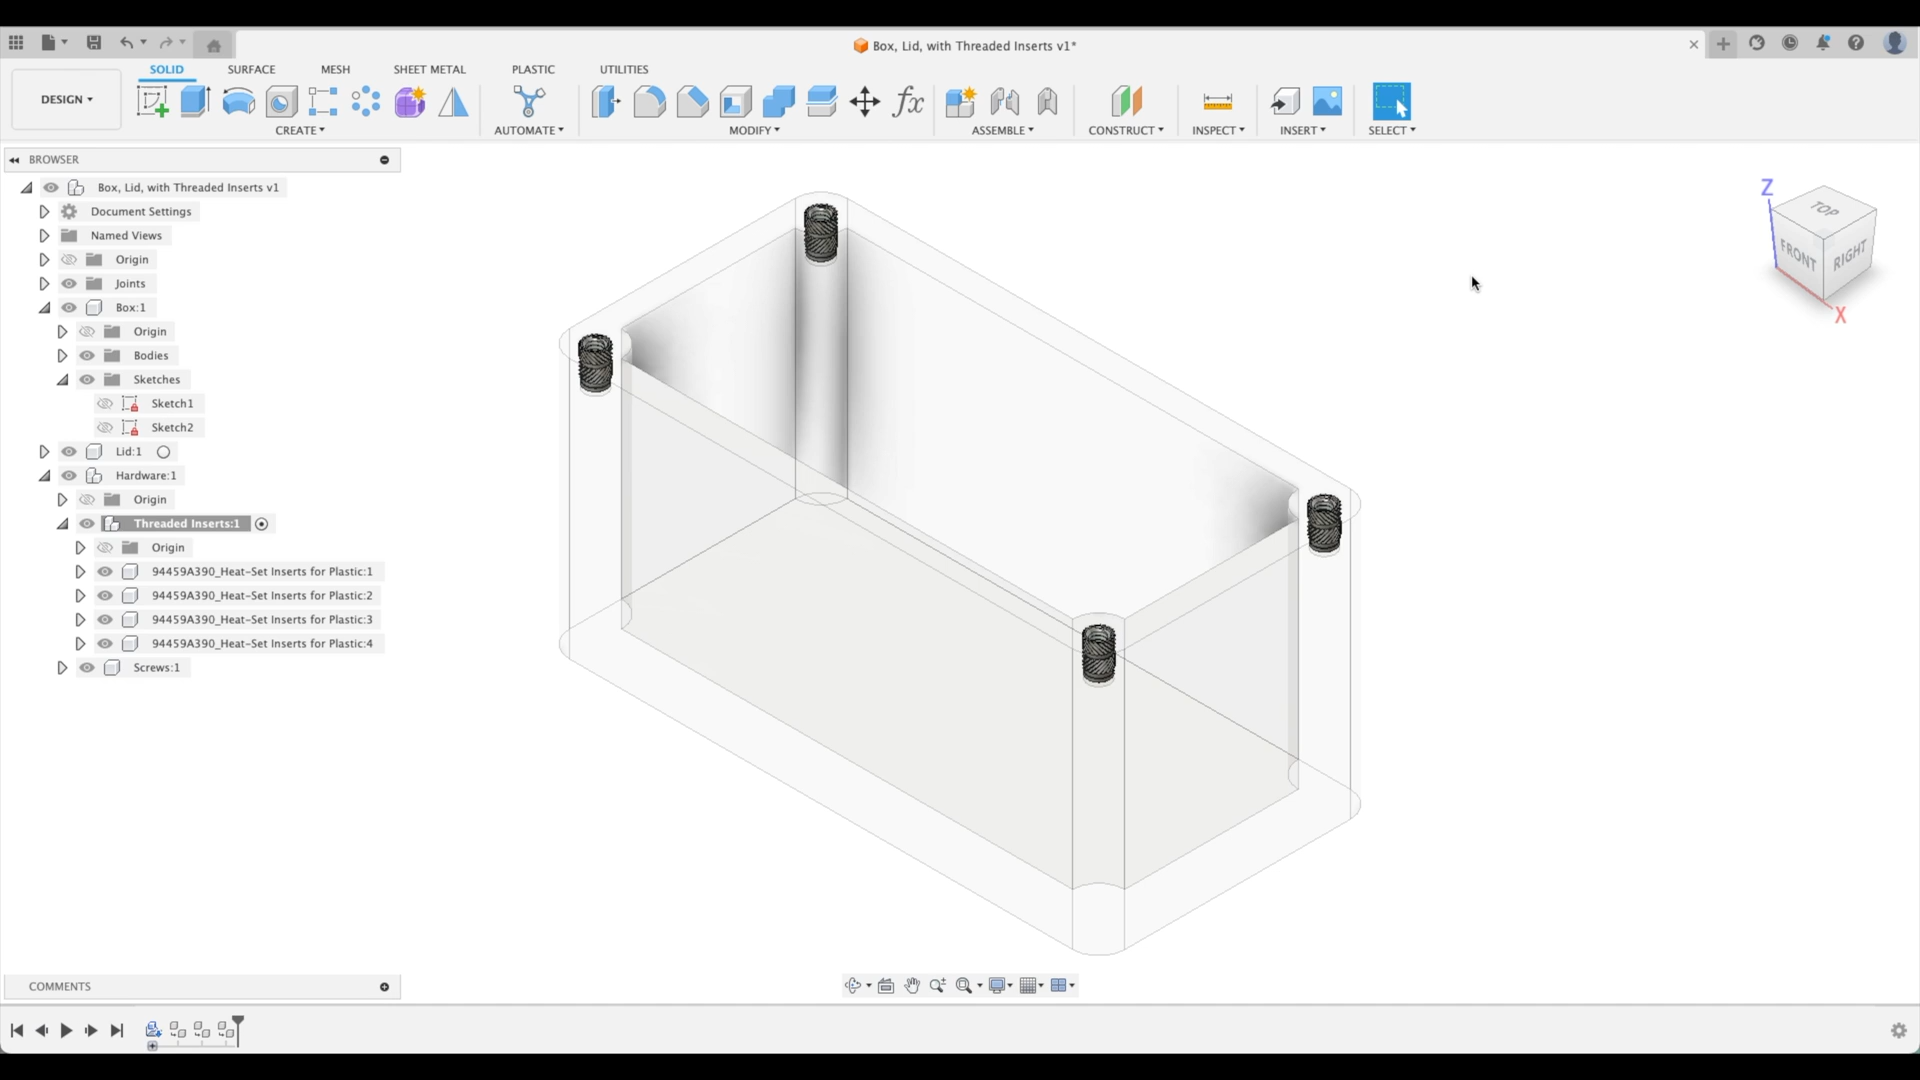 Box, Lid, with Threaded Inserts v1*
SOLID SURFACE MESH SHEET METAL PLASTIC UTILITIES
DESIGN
fx
CREATE AUTOMATE MODIFY ASSEMBLE CONSTRUCT INSPECT INSERT SELECT
BROWSER
Box, Lid, with Threaded Inserts v1
Document Settings
Named Views
Origin
Joints
Box:1
Origin
Bodies
Sketches
Sketch1
Sketch2
Lid:1
Hardware:1
Origin
Threaded Inserts:1
Origin
94459A390_Heat-Set Inserts for Plastic:1
94459A390_Heat-Set Inserts for Plastic:2
94459A390_Heat-Set Inserts for Plastic:3
94459A390_Heat-Set Inserts for Plastic:4
Screws:1
Z
TOP
FRONT RIGHT
X
COMMENTS